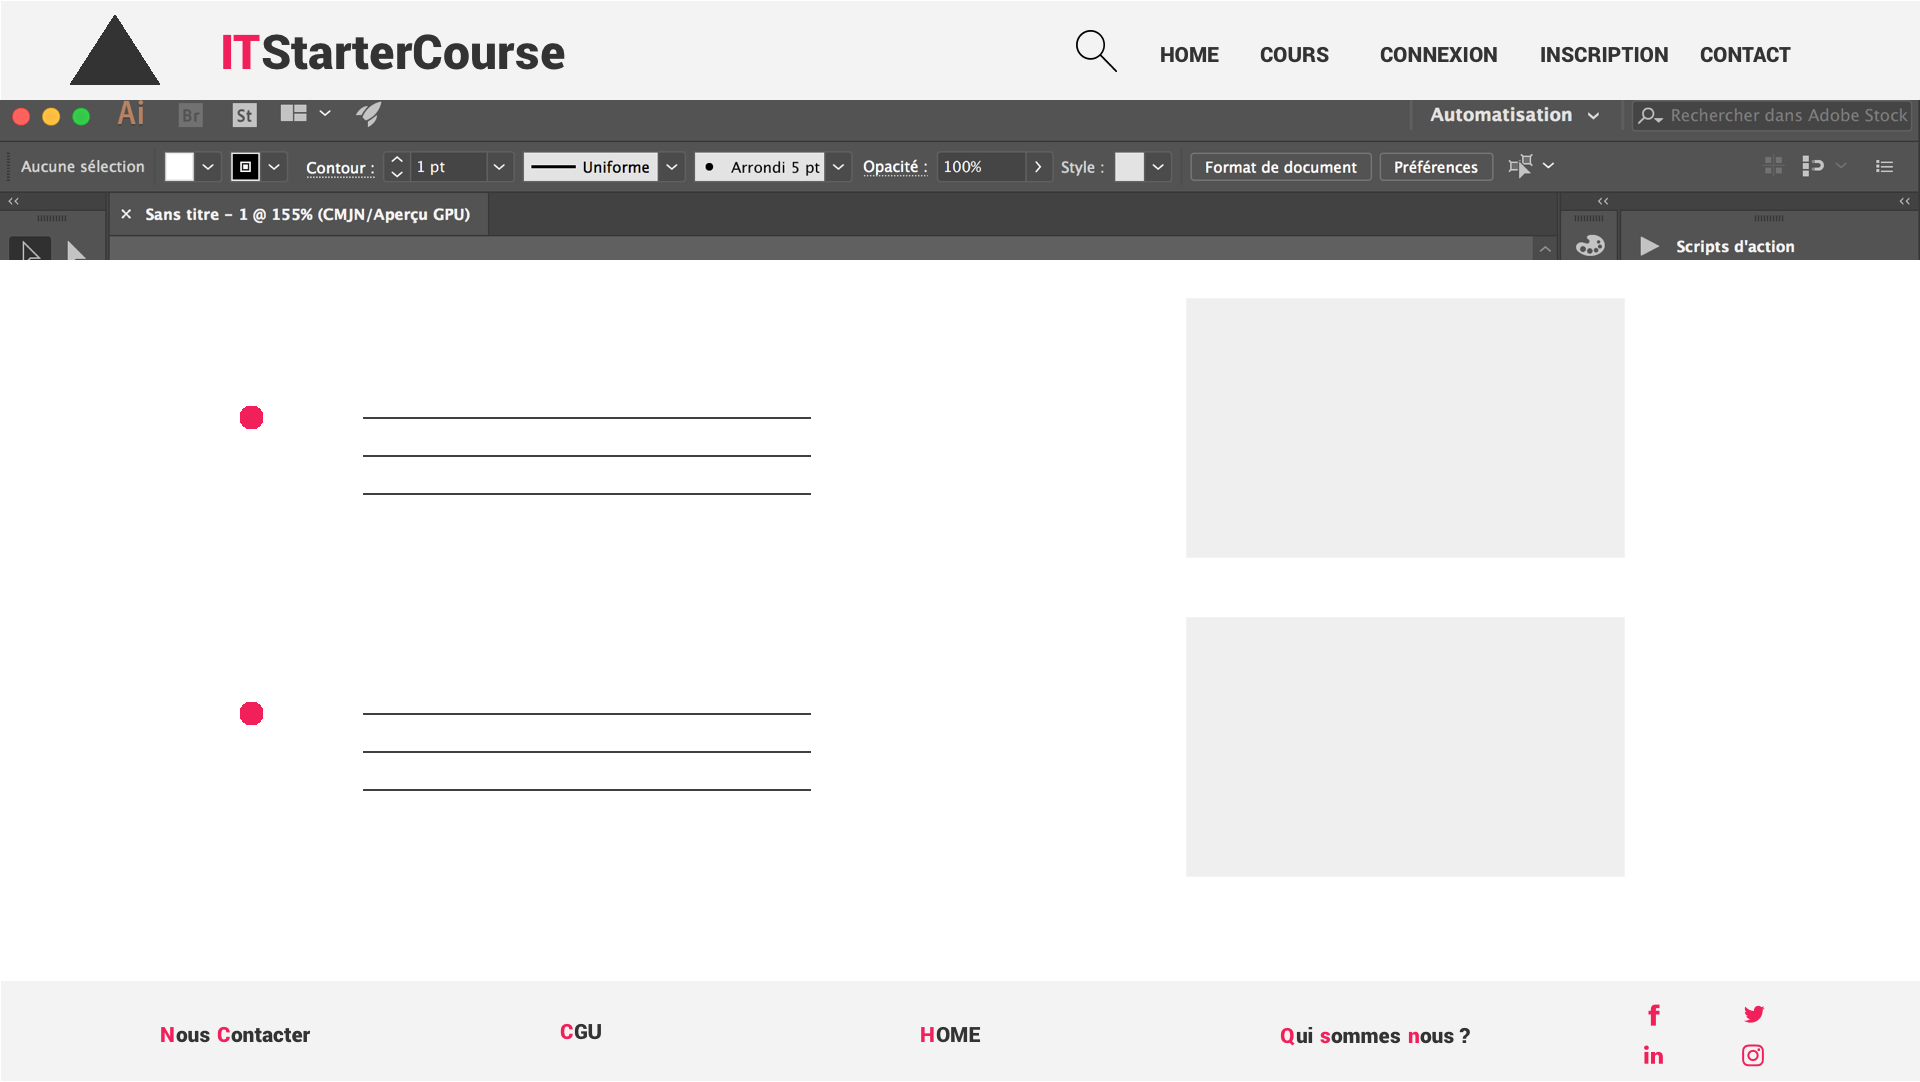 ITStarterCourse
HOME COURS CONNEXION INSCRIPTION CONTACT
Ai Br St Automatisation Rechercher dans Adobe Stock
Aucune sélection Contour : 1 pt Uniforme Arrondi 5 pt Opacité : 100% Style : Format de document Préférences
Sans titre - 1 @ 155% (CMJN/Aperçu GPU)
Scripts d'action
Nous Contacter CGU HOME Qui sommes nous ?